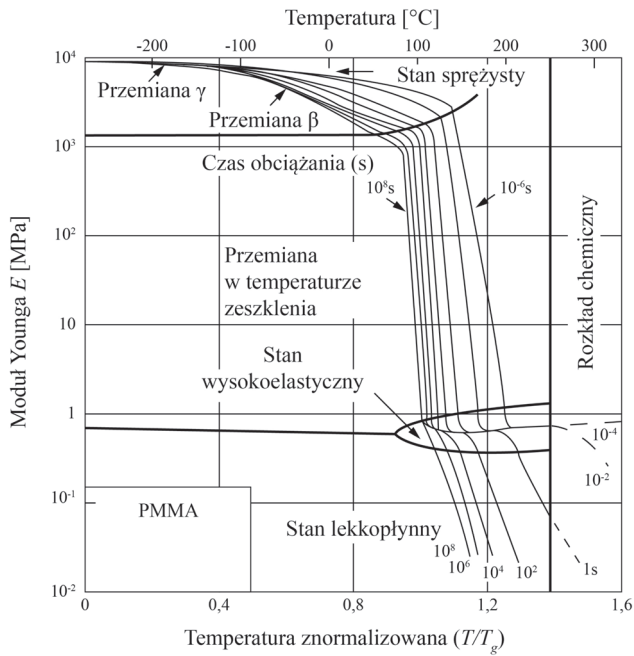 Temperatura [°C]
-200 -100 0 100 200 300
10⁴
Stan sprężysty
Przemiana γ
Przemiana β
10³
Czas obciążania (s)
10⁸s
10⁻⁶s
10²
Przemiana
w temperaturze
zeszklenia
Rozkład chemiczny
Moduł Younga E [MPa]
10
Stan
wysokoelastyczny
1
10⁻⁴
10⁻²
10⁻¹
PMMA
Stan lekkopłynny
10⁸
10⁶
10⁴
10²
1s
10⁻²
0 0,4 0,8 1,2 1,6
Temperatura znormalizowana (T/Tg)